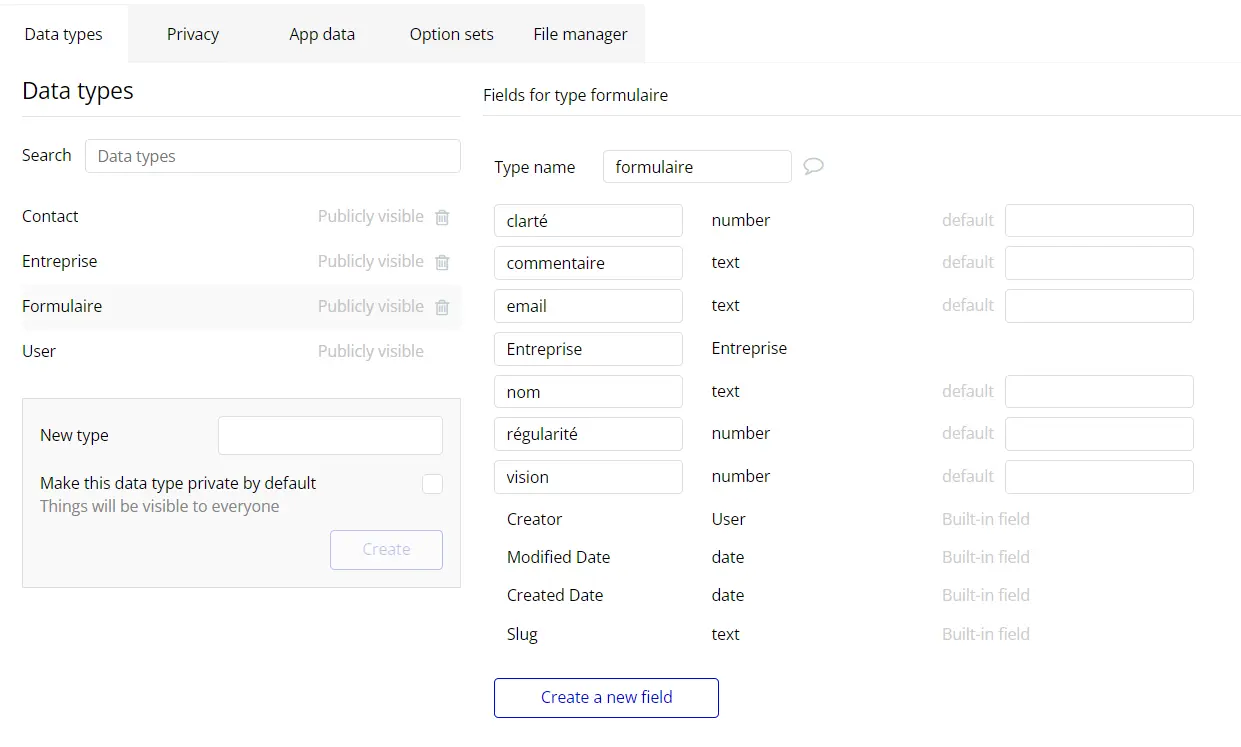 Data types Privacy App data Option sets File manager
Data types
Search Data types
Contact Publicly visible
Entreprise Publicly visible
Formulaire Publicly visible
User Publicly visible
New type
Make this data type private by default
Things will be visible to everyone
Create
Fields for type formulaire
Type name formulaire
clarté number default
commentaire text default
email text default
Entreprise Entreprise
nom text default
régularité number default
vision number default
Creator User Built-in field
Modified Date date Built-in field
Created Date date Built-in field
Slug text Built-in field
Create a new field